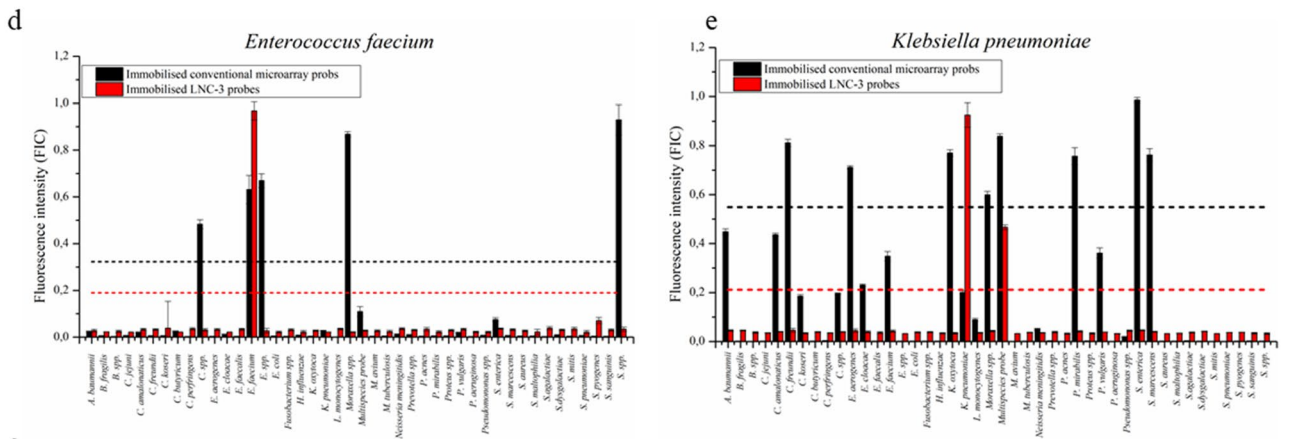 d
Enterococcus faecium
Immobilised conventional microarray probs
Immobilised LNC-3 probes
Fluorescence intensity (FIC)
1,2
1,0
0,8
0,6
0,4
0,2
0,0
A. baumannii
B. fragilis
B. spp.
C. jejuni
C. amalonaticus
C. freundii
C. koseri
C. butyricum
C. perfringens
C. spp.
E. aerogenes
E. cloacae
E. faecalis
E. faecium
E. spp.
E. coli
Fusobacterium spp.
H. influenzae
K. oxytoca
K. pneumoniae
L. monocytogenes
Moraxella spp.
Multispecies probe
M. avium
M. tuberculosis
Neisseria meningitidis
Prevotella spp.
P. acnes
P. mirabilis
Proteus spp.
P. vulgaris
P. aeruginosa
Pseudomonas spp.
S. enterica
S. marcescens
S. aureus
S. maltophilia
S.agalactiae
S.dysgalactiae
S. mitis
S. pneumoniae
S. pyogenes
S. sanguinis
S. spp.
e
Klebsiella pneumoniae
Immobilised conventional microarray probs
Immobilised LNC-3 probes
Fluorescence intensity (FIC)
1,2
1,0
0,8
0,6
0,4
0,2
0,0
A. baumannii
B. fragilis
B. spp.
C. jejuni
C. amalonaticus
C. freundii
C. koseri
C. butyricum
C. perfringens
C. spp.
E. aerogenes
E. cloacae
E. faecalis
E. faecium
E. spp.
E. coli
Fusobacterium spp.
H. influenzae
K. oxytoca
K. pneumoniae
L. monocytogenes
Moraxella spp.
Multispecies probe
M. avium
M. tuberculosis
Neisseria meningitidis
Prevotella spp.
P. acnes
P. mirabilis
Proteus spp.
P. vulgaris
P. aeruginosa
Pseudomonas spp.
S. enterica
S. marcescens
S. aureus
S. maltophilia
S.agalactiae
S.dysgalactiae
S. mitis
S. pneumoniae
S. pyogenes
S. sanguinis
S. spp.